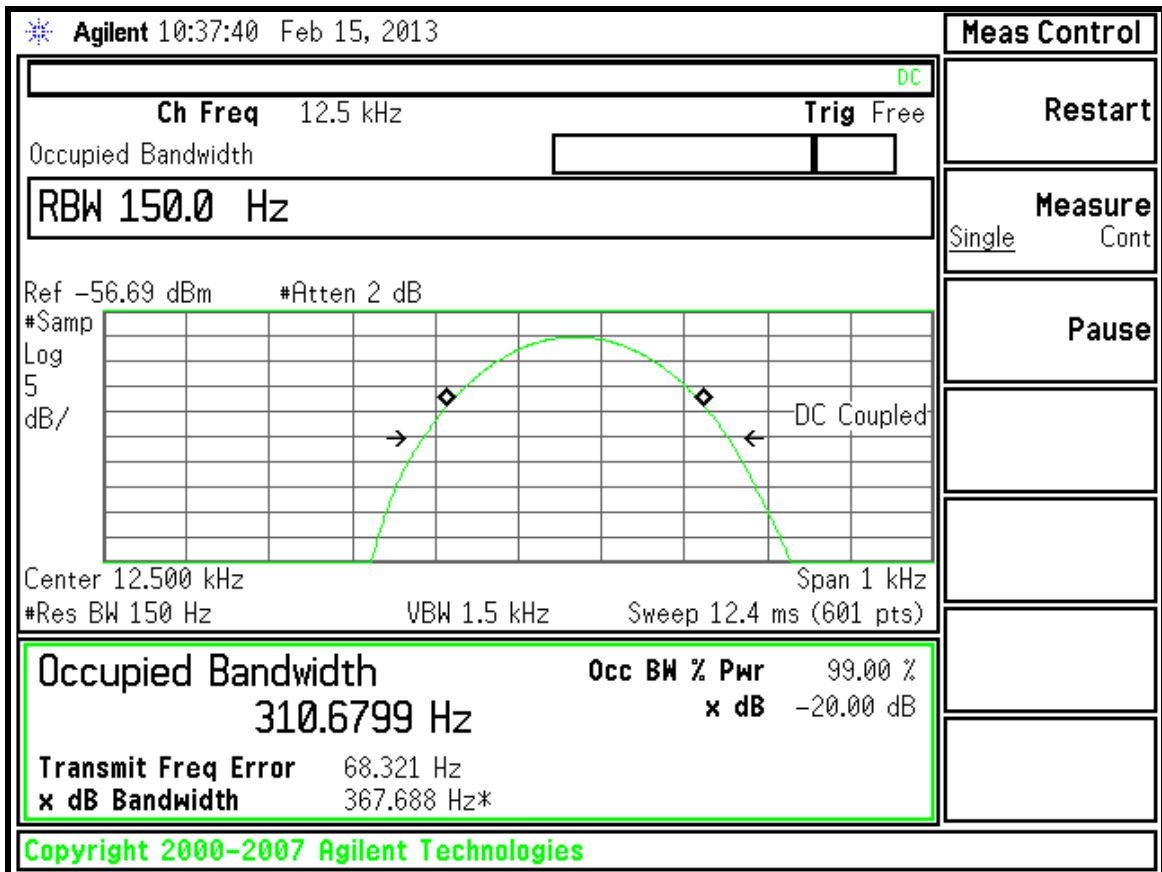 Agilent 10:37:40 Feb 15, 2013
Meas Control
DC
Ch Freq 12.5 kHz Trig Free
Restart
Occupied Bandwidth
RBW 150.0 Hz
Measure
Single Cont
Ref -56.69 dBm #Atten 2 dB
#Samp
Log
5
dB/
Pause
DC Coupled
Center 12.500 kHz Span 1 kHz
#Res BW 150 Hz VBW 1.5 kHz Sweep 12.4 ms (601 pts)
Occupied Bandwidth Occ BW % Pwr 99.00 %
310.6799 Hz x dB -20.00 dB
Transmit Freq Error 68.321 Hz
x dB Bandwidth 367.688 Hz*
Copyright 2000-2007 Agilent Technologies